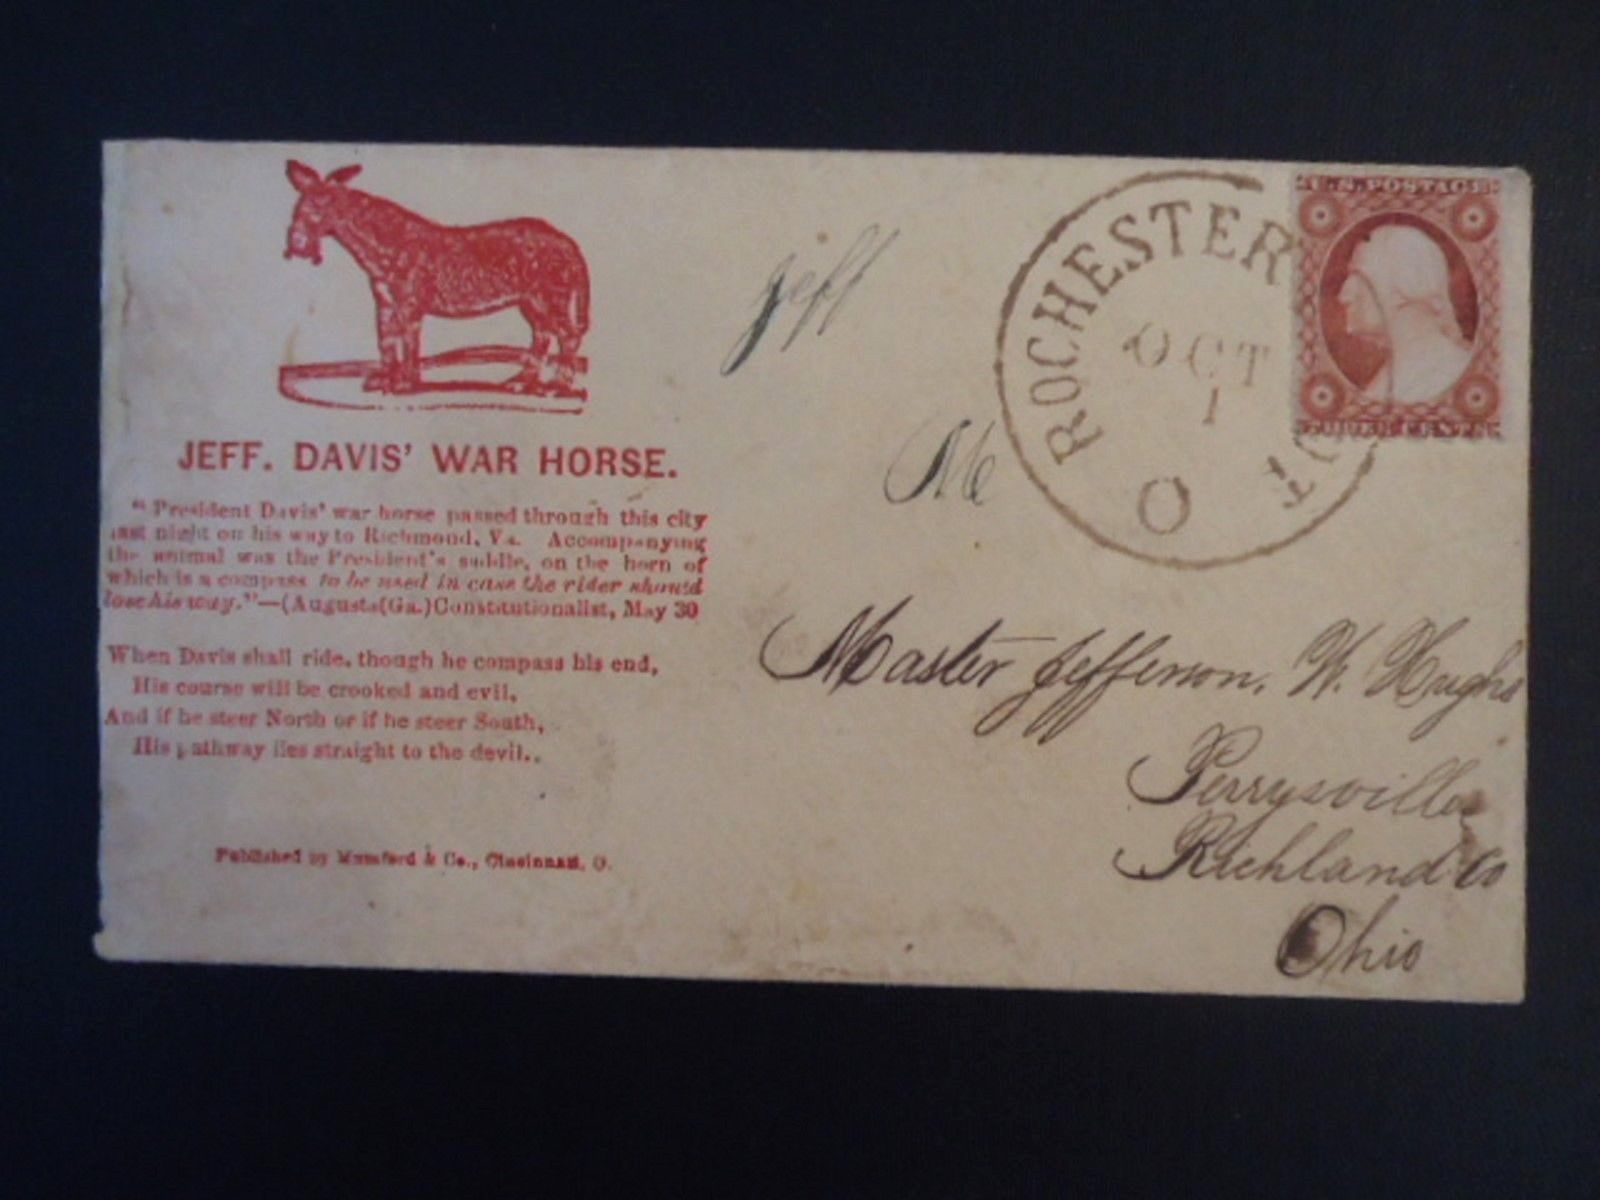 JEFF. DAVIS' WAR HORSE.
"President Davis' war horse passed through this city
last night on his way to Richmond, Va. Accompanying
the animal was the President's saddle, on the horn of
which is a compass to be used in case the rider should
lose his way."—(Augusta(Ga.)Constitutionalist, May 30
When Davis shall ride, though he compass his end,
His course will be crooked and evil,
And if he steer North or if he steer South,
His pathway lies straight to the devil..
Published by Mumford & Co., Cincinnati, O.
Jeff
Me
ROCHESTER
OCT
1
O
U.S. POSTAGE
THREE CENTS
Master Jefferson. W. Hughs
Perrysville
Richland Co
Ohio